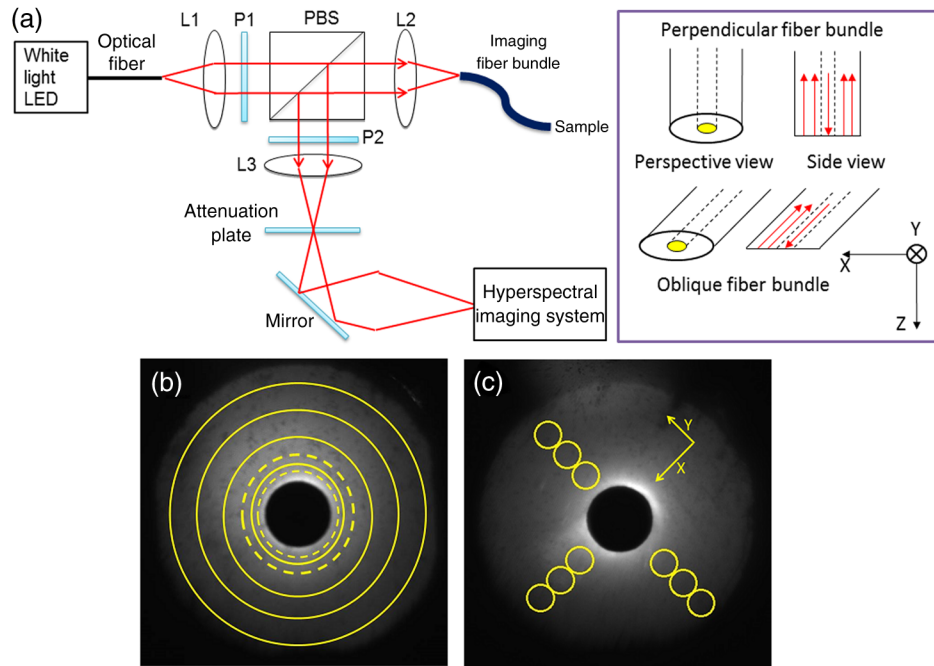 (a)
White
light
LED
Optical
fiber
L1
P1
PBS
L2
Imaging
fiber bundle
Sample
P2
L3
Attenuation
plate
Mirror
Hyperspectral
imaging system
Perpendicular fiber bundle
Perspective view
Side view
Oblique fiber bundle
X
Y
Z
(b)
(c)
Y
X